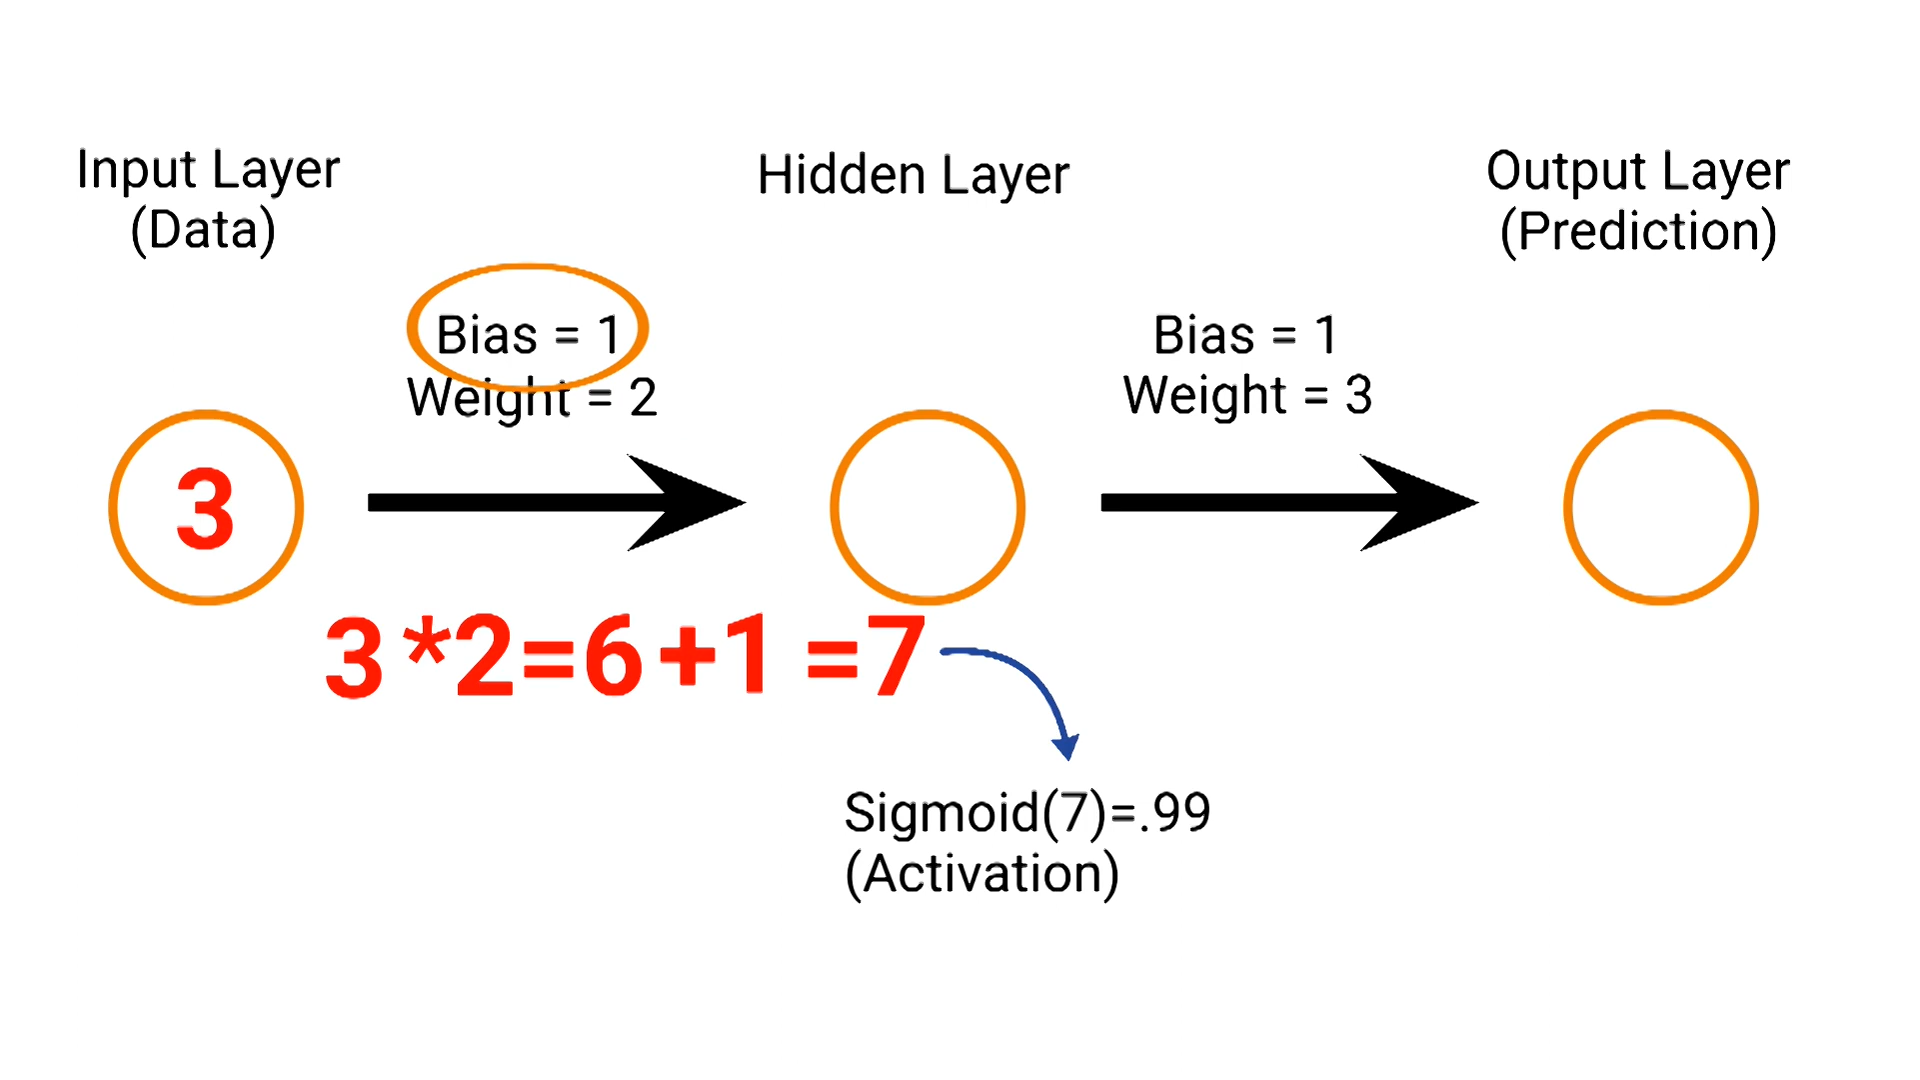 Input Layer
(Data)
Hidden Layer
Output Layer
(Prediction)
Bias = 1
Weight = 2
Bias = 1
Weight = 3
3
3*2=6+1=7
Sigmoid(7)=.99
(Activation)